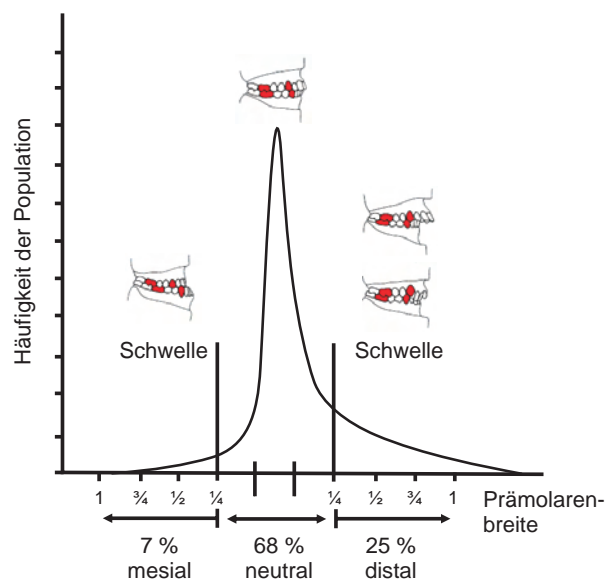 Häufigkeit der Population
Schwelle
Schwelle
1 ¾ ½ ¼ ¼ ½ ¾ 1 Prämolaren-
breite
7 % 68 % 25 %
mesial neutral distal